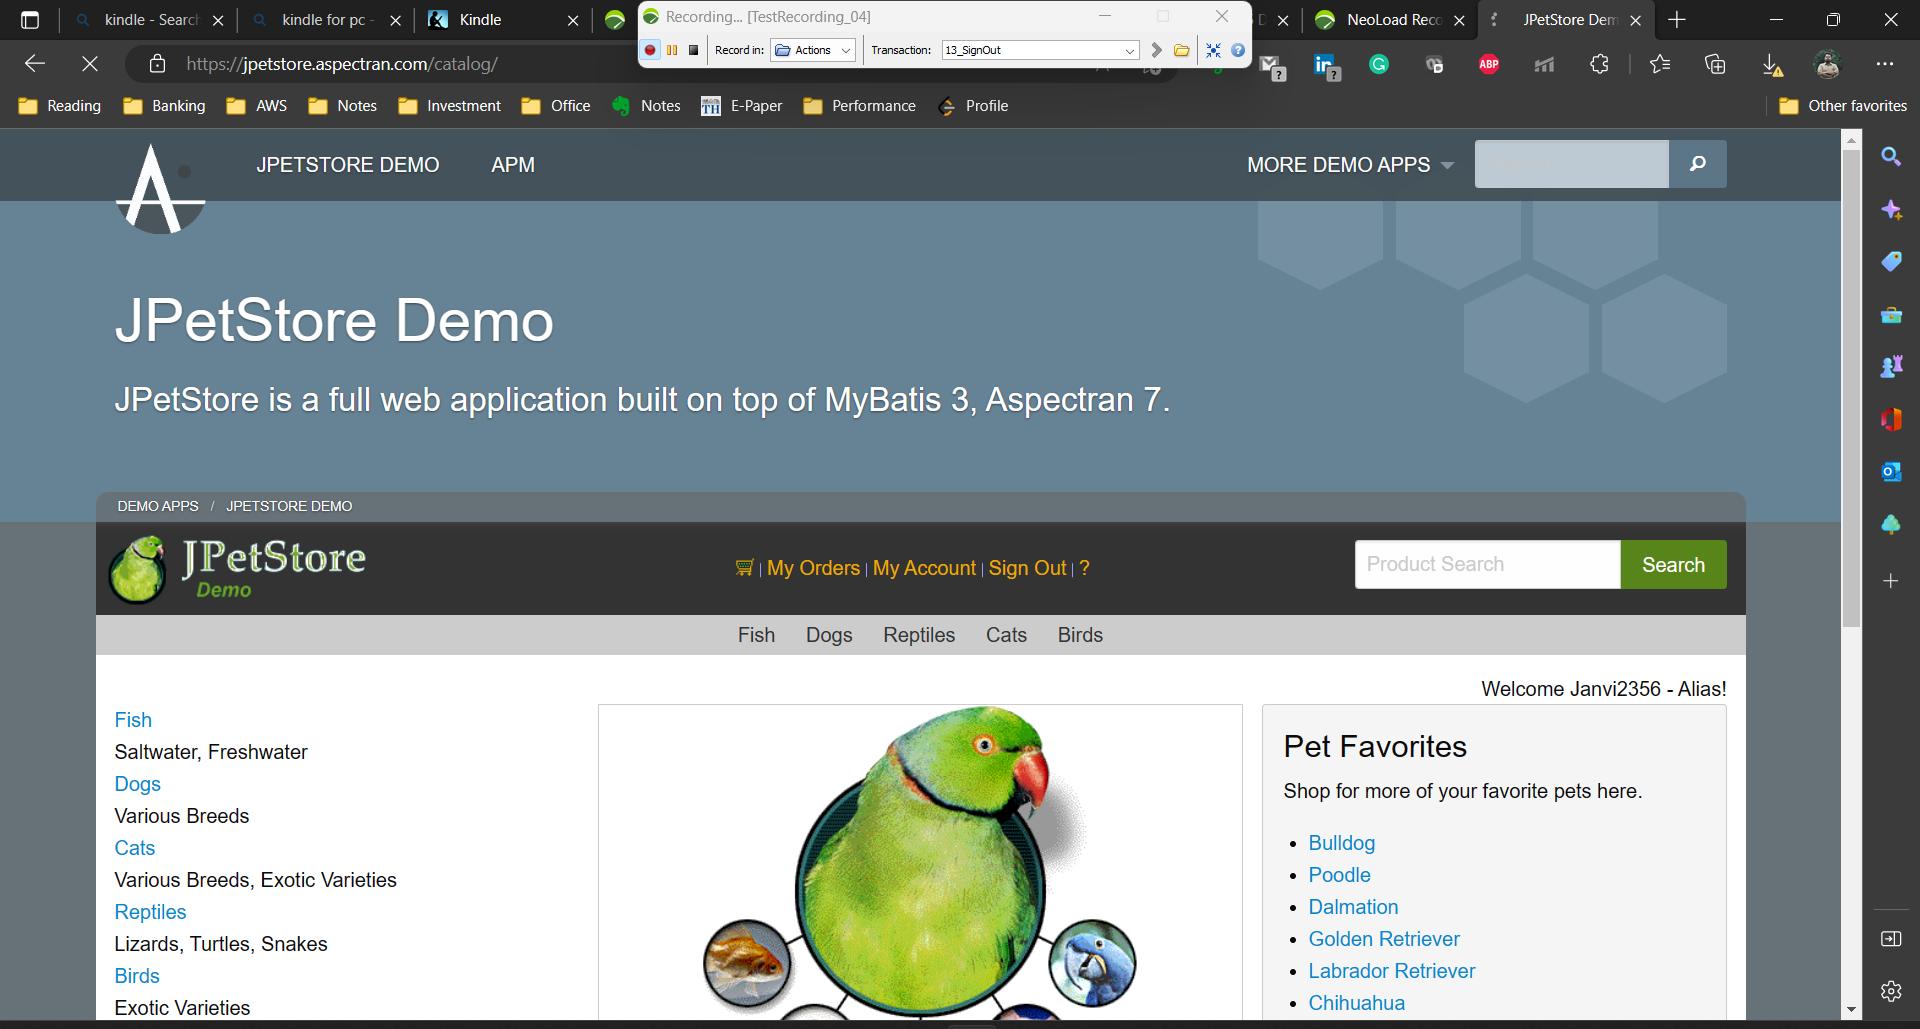 kindle - Search
kindle for pc -
Kindle
Recording... [TestRecording_04]
NeoLoad Reco
JPetStore Dem
Record in: Actions
Transaction: 13_SignOut
https://jpetstore.aspectran.com/catalog/
ABP
Reading
Banking
AWS
Notes
Investment
Office
Notes
TH E-Paper
Performance
Profile
Other favorites
JPETSTORE DEMO
APM
MORE DEMO APPS
JPetStore Demo
JPetStore is a full web application built on top of MyBatis 3, Aspectran 7.
DEMO APPS / JPETSTORE DEMO
JPetStore
Demo
| My Orders | My Account | Sign Out | ?
Product Search
Search
Fish Dogs Reptiles Cats Birds
Welcome Janvi2356 - Alias!
Fish
Saltwater, Freshwater
Dogs
Various Breeds
Cats
Various Breeds, Exotic Varieties
Reptiles
Lizards, Turtles, Snakes
Birds
Exotic Varieties
Pet Favorites
Shop for more of your favorite pets here.
Bulldog
Poodle
Dalmation
Golden Retriever
Labrador Retriever
Chihuahua